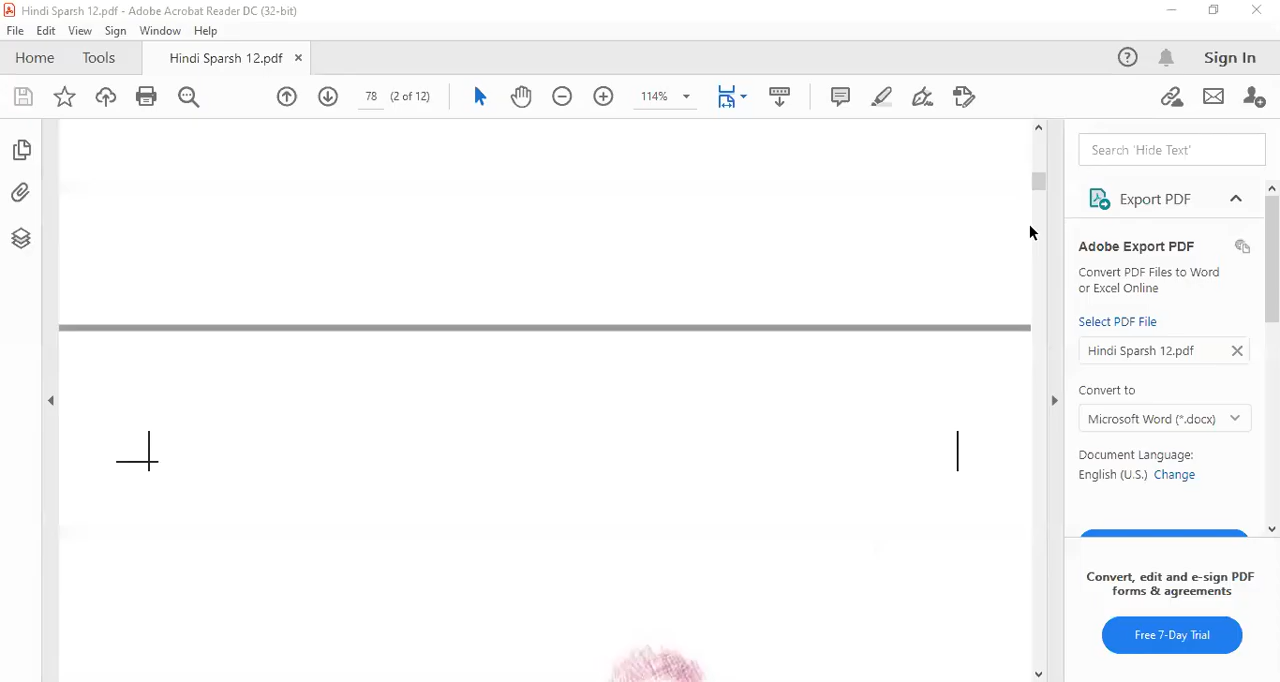 Hindi Sparsh 12.pdf - Adobe Acrobat Reader DC (32-bit)
File Edit View Sign Window Help
Home Tools Hindi Sparsh 12.pdf × Sign In
78 (2 of 12) 114%
Search 'Hide Text'
Export PDF
Adobe Export PDF
Convert PDF Files to Word
or Excel Online
Select PDF File
Hindi Sparsh 12.pdf
Convert to
Microsoft Word (*.docx)
Document Language:
English (U.S.) Change
Convert, edit and e-sign PDF
forms & agreements
Free 7-Day Trial